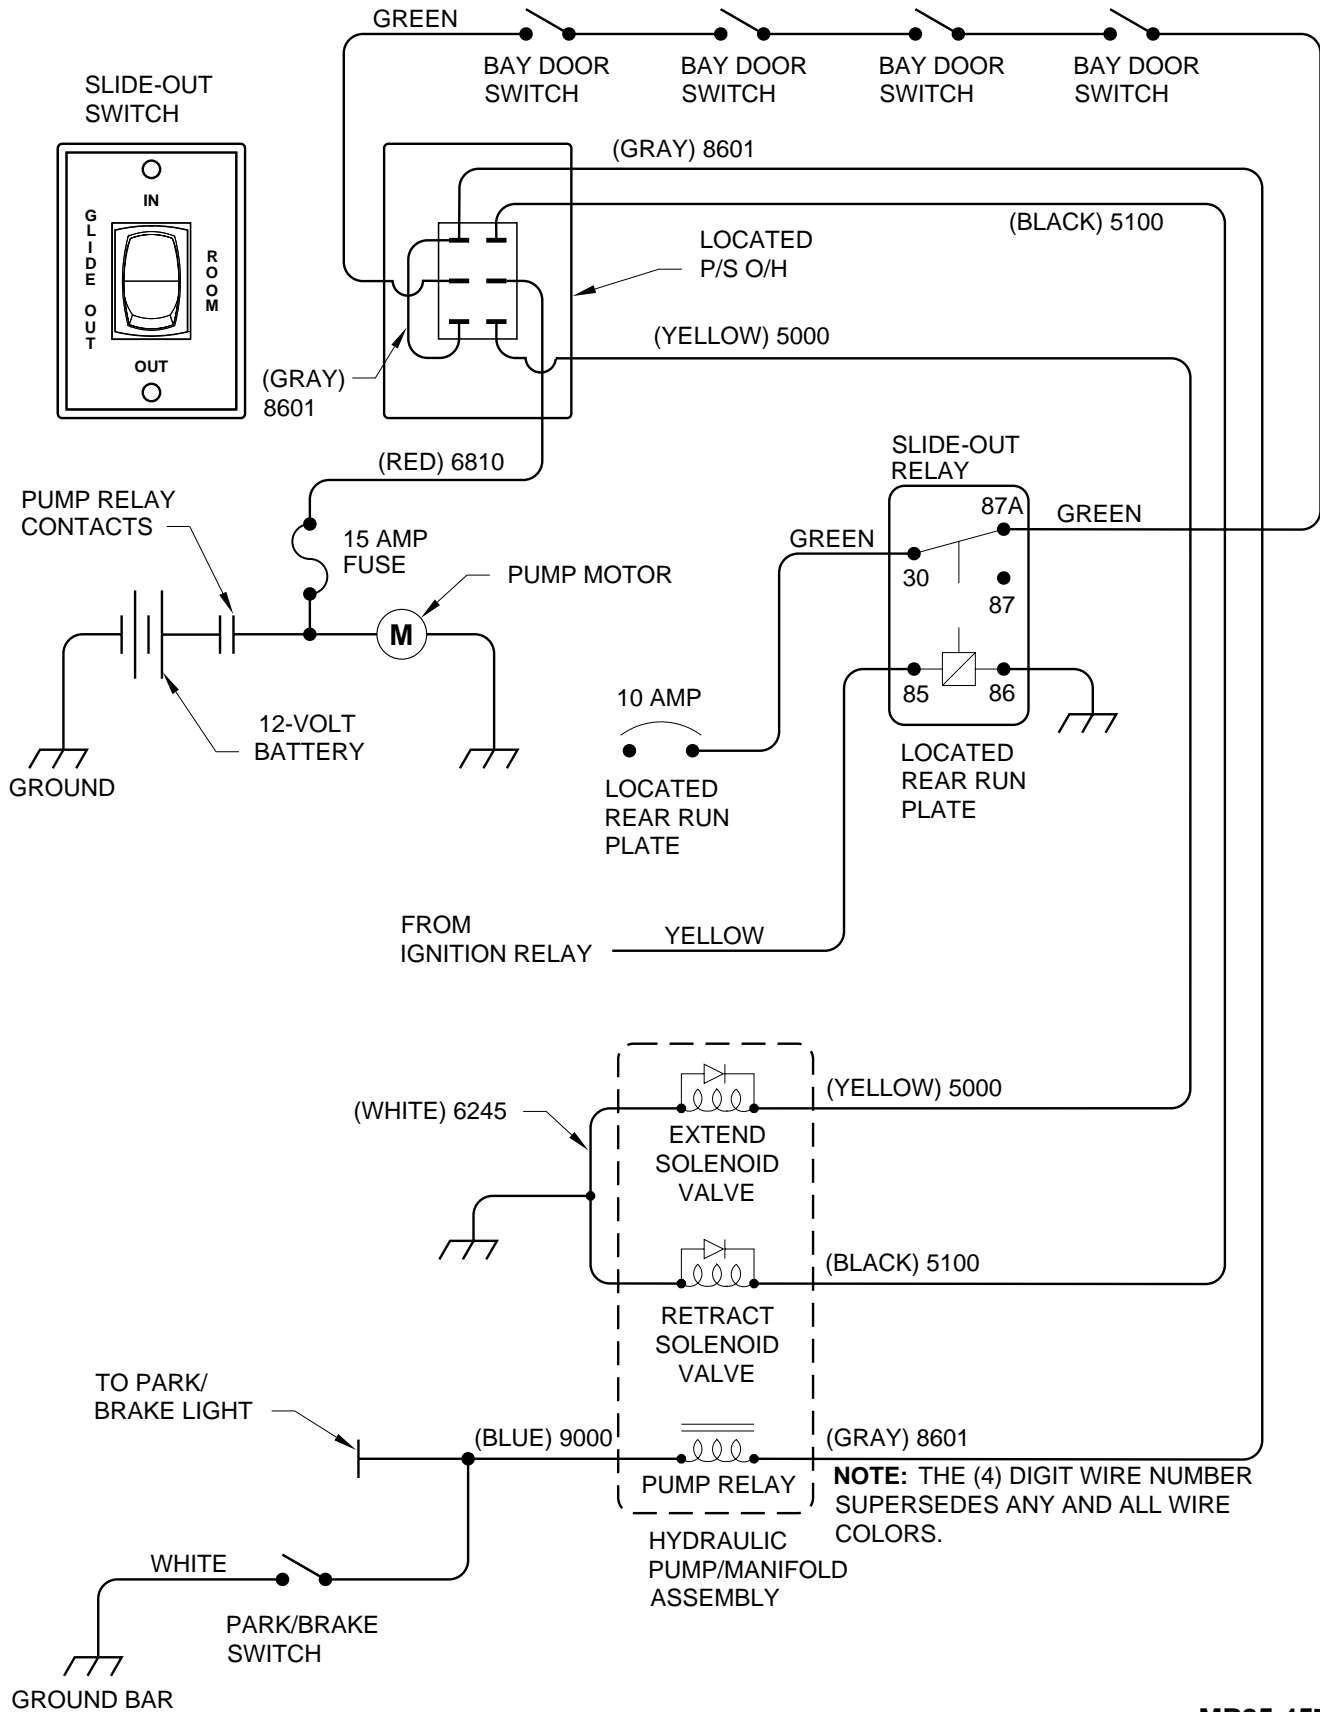 GREEN
BAY DOOR
SWITCH
BAY DOOR
SWITCH
BAY DOOR
SWITCH
BAY DOOR
SWITCH
SLIDE-OUT
SWITCH
IN
GLIDE OUT
ROOM
OUT
(GRAY) 8601
(BLACK) 5100
LOCATED
P/S O/H
(YELLOW) 5000
(GRAY)
8601
(RED) 6810
SLIDE-OUT
RELAY
87A
GREEN
GREEN
30
87
85
86
PUMP RELAY
CONTACTS
15 AMP
FUSE
PUMP MOTOR
M
12-VOLT
BATTERY
GROUND
10 AMP
LOCATED
REAR RUN
PLATE
LOCATED
REAR RUN
PLATE
FROM
IGNITION RELAY
YELLOW
(WHITE) 6245
(YELLOW) 5000
EXTEND
SOLENOID
VALVE
(BLACK) 5100
RETRACT
SOLENOID
VALVE
TO PARK/
BRAKE LIGHT
(BLUE) 9000
(GRAY) 8601
PUMP RELAY
NOTE: THE (4) DIGIT WIRE NUMBER
SUPERSEDES ANY AND ALL WIRE
COLORS.
HYDRAULIC
PUMP/MANIFOLD
ASSEMBLY
WHITE
PARK/BRAKE
SWITCH
GROUND BAR